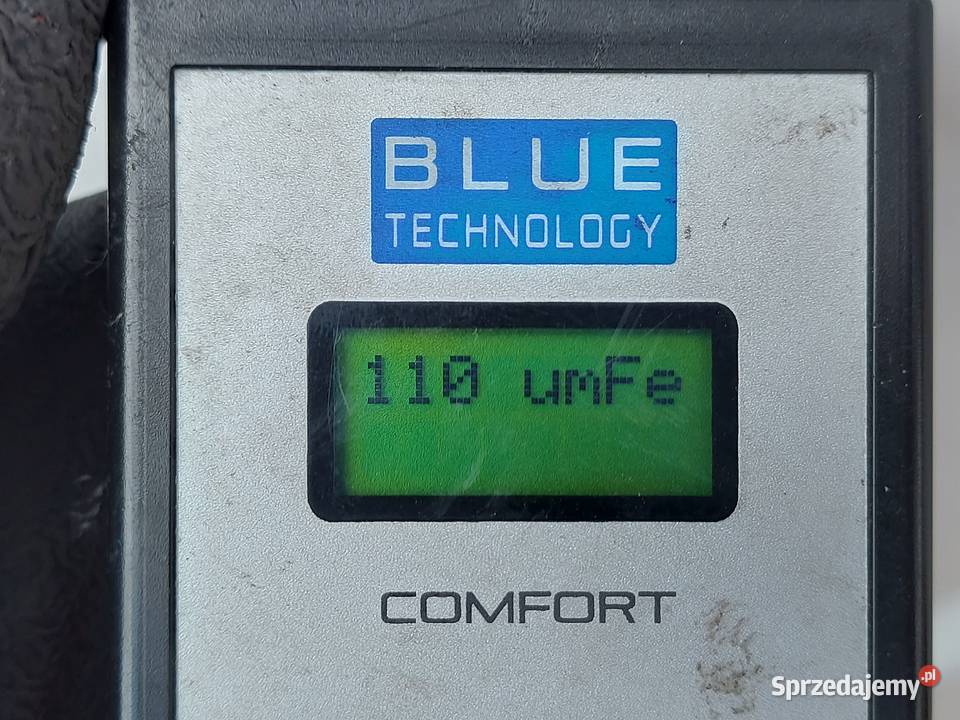 BLUE
TECHNOLOGY
110 umFe
COMFORT
Sprzedajemy.pl